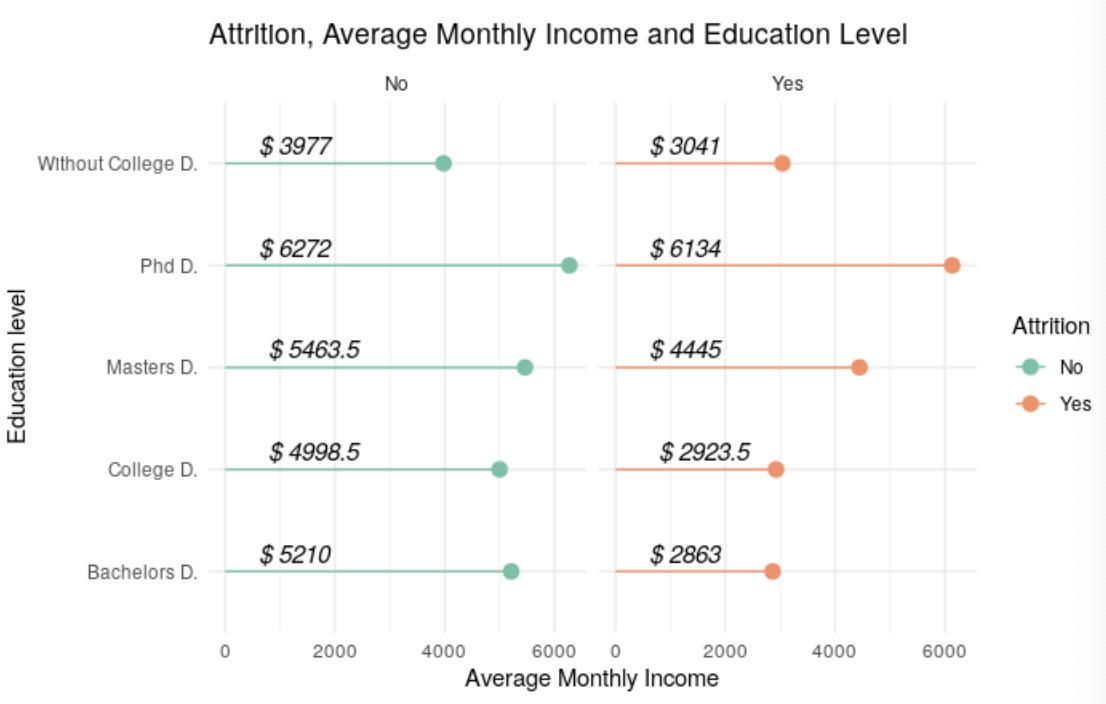 Attrition, Average Monthly Income and Education Level
No
Yes
WIthout College D.
$ 3977
$ 3041
Phd D.
$ 6272
$ 6134
Masters D.
$ 5463.5
$ 4445
College D.
$ 4998.5
$ 2923.5
Bachelors D.
$ 5210
$ 2863
0 2000 4000 6000
0 2000 4000 6000
Average Monthly Income
Education level
Attrition
No
Yes